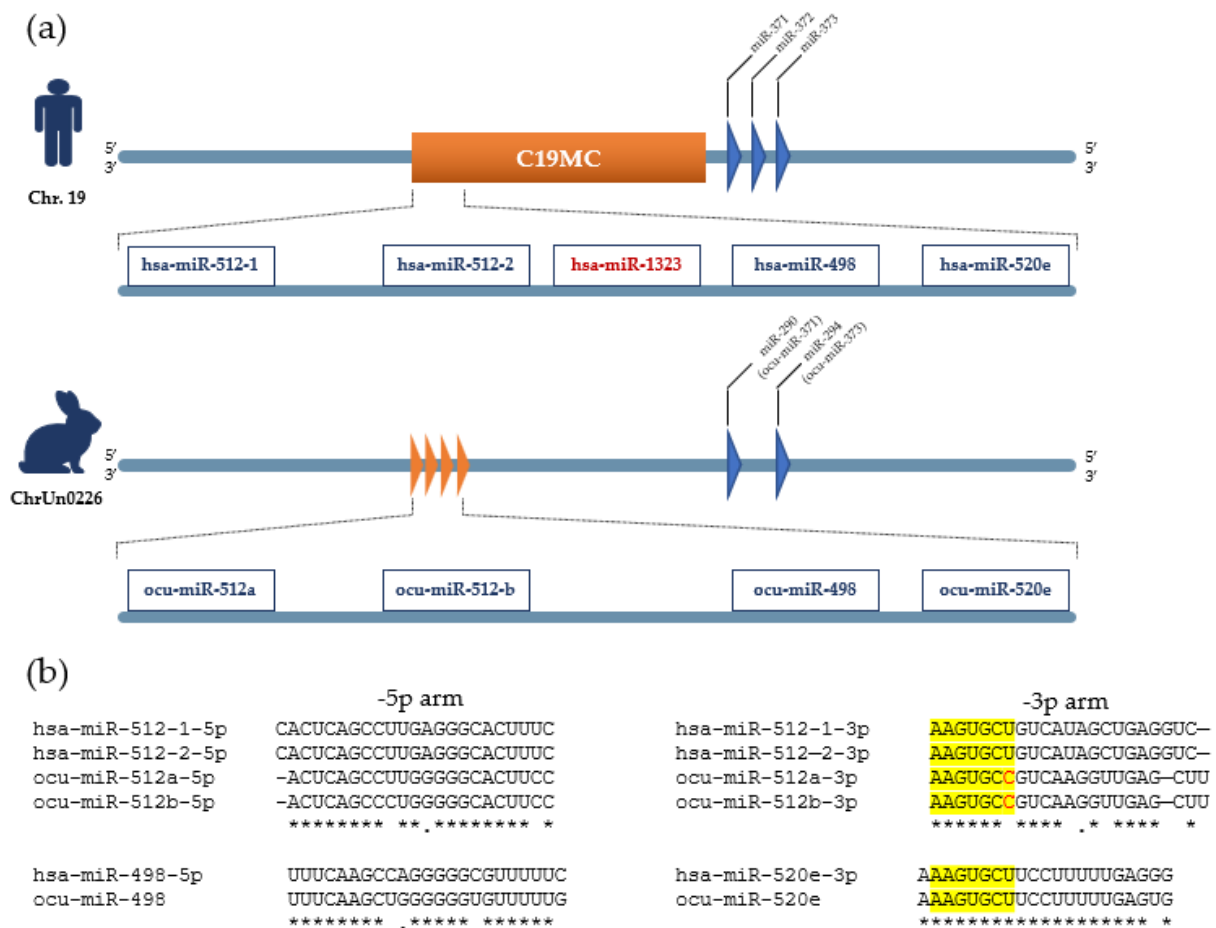 (a)
miR-371
miR-372
miR-373
5′
3′
C19MC
5′
3′
Chr. 19
hsa-miR-512-1
hsa-miR-512-2
hsa-miR-1323
hsa-miR-498
hsa-miR-520e
miR-290
(ocu-miR-371)
miR-294
(ocu-miR-373)
5′
3′
5′
3′
ChrUn0226
ocu-miR-512a
ocu-miR-512-b
ocu-miR-498
ocu-miR-520e
(b)
-5p arm
hsa-miR-512-1-5p CACUCAGCCUUGAGGGCACUUUC
hsa-miR-512-2-5p CACUCAGCCUUGAGGGCACUUUC
ocu-miR-512a-5p -ACUCAGCCUUGGGGGCACUUCC
ocu-miR-512b-5p -ACUCAGCCCUGGGGGCACUUCC
******** **.******** *
hsa-miR-498-5p UUUCAAGCCAGGGGGCGUUUUUC
ocu-miR-498 UUUCAAGCUGGGGGGUGUUUUUG
******** .***** ******
-3p arm
hsa-miR-512-1-3p AAGUGCUGUCAUAGCUGAGGUC–
hsa-miR-512–2-3p AAGUGCUGUCAUAGCUGAGGUC–
ocu-miR-512a-3p AAGUGCCGUCAAGGUUGAG–CUU
ocu-miR-512b-3p AAGUGCCGUCAAGGUUGAG–CUU
****** **** .* **** *
hsa-miR-520e-3p AAAGUGCUUCCUUUUUGAGGG
ocu-miR-520e AAAGUGCUUCCUUUUUGAGUG
******************* *